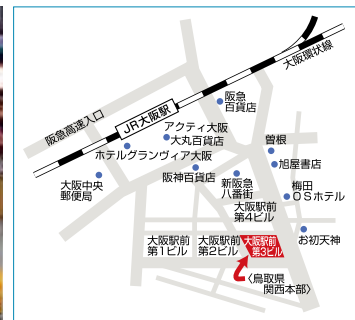 大阪環状線
阪急
百貨店
阪急高速入口
JR大阪駅
アクティ大阪
大丸百貨店
曽根
ホテルグランヴィア大阪
旭屋書店
大阪中央
郵便局
阪神百貨店
新阪急
八番街
梅田
OSホテル
大阪駅前
第4ビル
お初天神
大阪駅前
第1ビル
大阪駅前
第2ビル
大阪駅前
第3ビル
〈鳥取県
関西本部〉